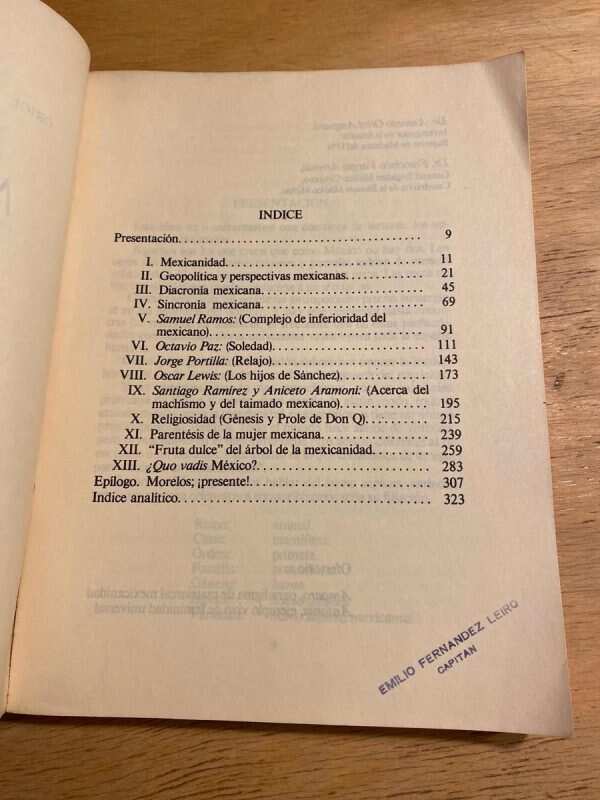 INDICE
Presentación. 9
I. Mexicanidad. 11
II. Geopolítica y perspectivas mexicanas. 21
III. Diacronía mexicana. 45
IV. Sincronía mexicana. 69
V. Samuel Ramos: (Complejo de inferioridad del
mexicano). 91
VI. Octavio Paz: (Soledad). 111
VII. Jorge Portilla: (Relajo). 143
VIII. Oscar Lewis: (Los hijos de Sánchez). 173
IX. Santiago Ramírez y Aniceto Aramoni: (Acerca del
machismo y del taimado mexicano). 195
X. Religiosidad (Génesis y Prole de Don Q). 215
XI. Parentésis de la mujer mexicana. 239
XII. “Fruta dulce” del árbol de la mexicanidad. 259
XIII. ¿Quo vadis México?. 283
Epílogo. Morelos; ¡presente!. 307
Indice analítico. 323
EMILIO FERNANDEZ LEIRO
CAPITAN